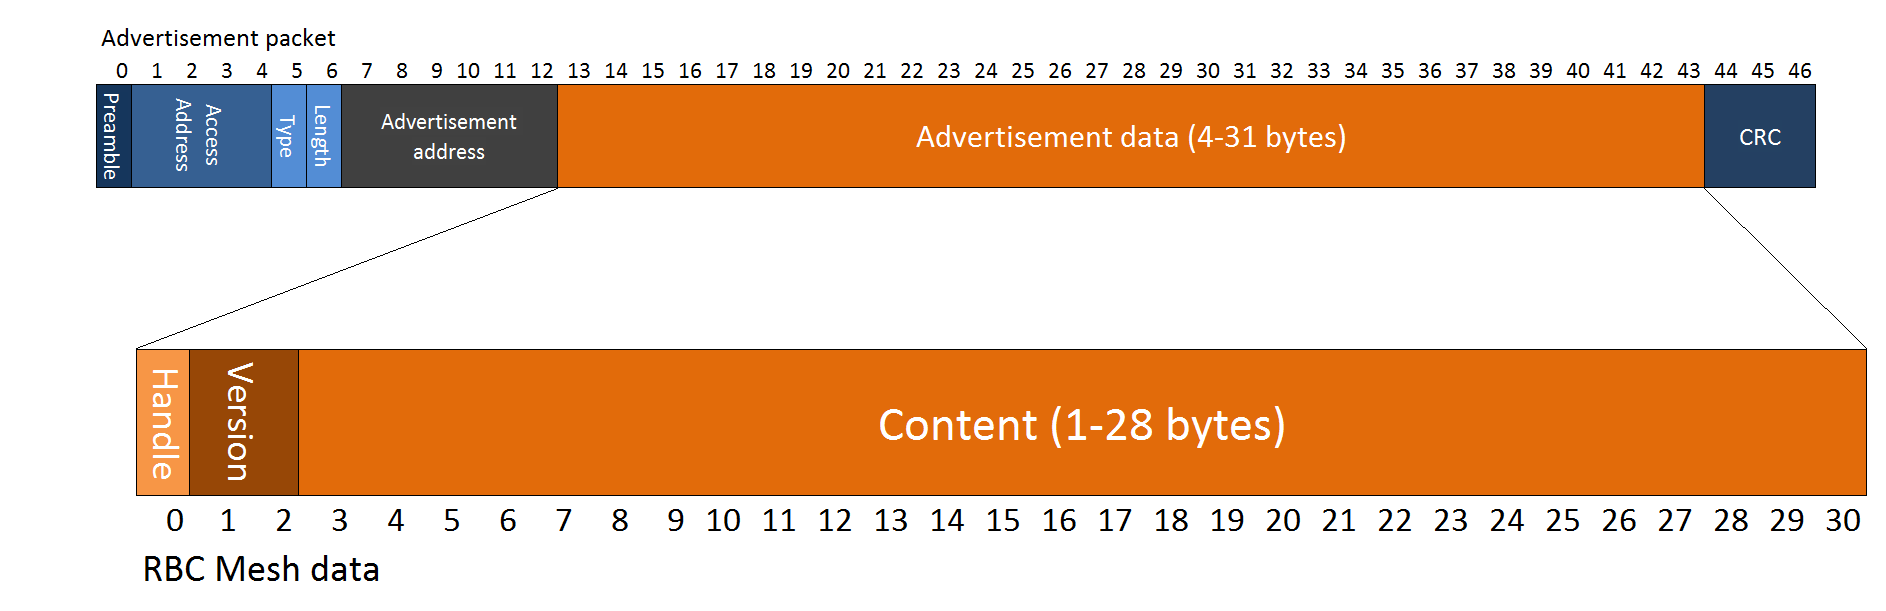 Advertisement packet
0 1 2 3 4 5 6 7 8 9 10 11 12 13 14 15 16 17 18 19 20 21 22 23 24 25 26 27 28 29 30 31 32 33 34 35 36 37 38 39 40 41 42 43 44 45 46
Preamble
Access
Address
Type
Length
Advertisement
address
Advertisement data (4-31 bytes)
CRC
Handle
Version
Content (1-28 bytes)
0 1 2 3 4 5 6 7 8 9 10 11 12 13 14 15 16 17 18 19 20 21 22 23 24 25 26 27 28 29 30
RBC Mesh data